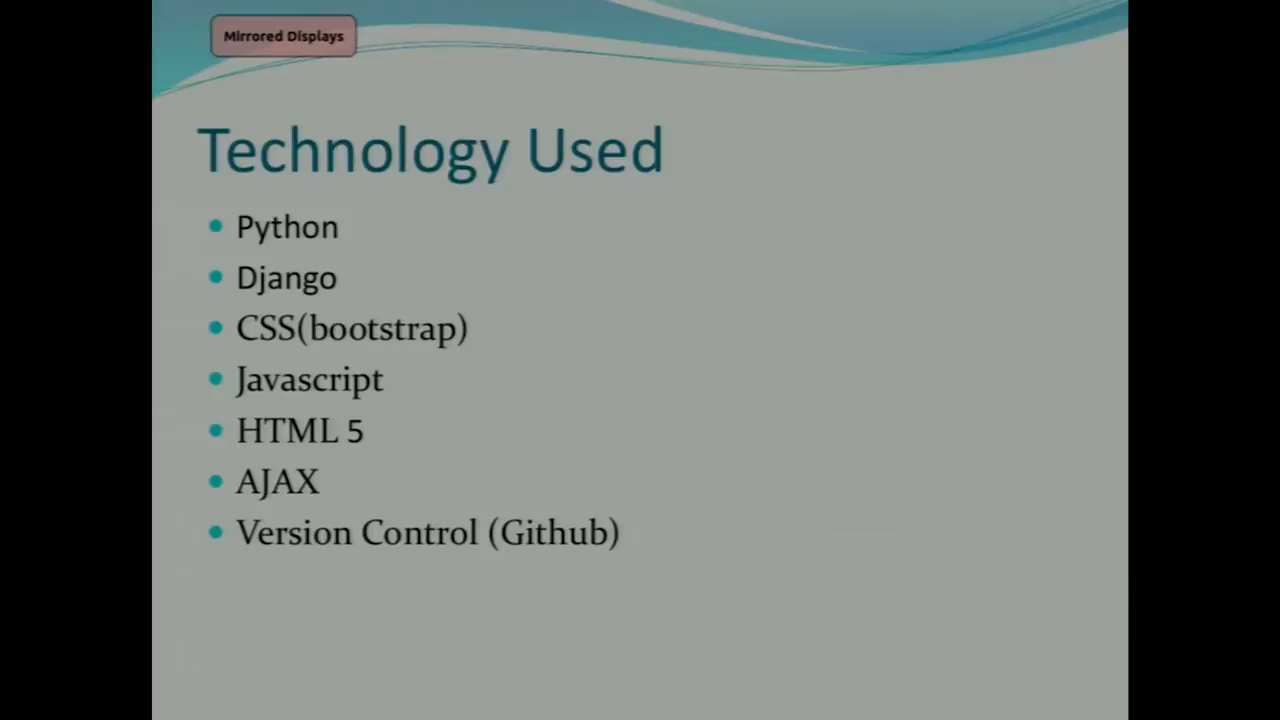 Mirrored Displays
Technology Used
Python
Django
CSS(bootstrap)
Javascript
HTML 5
AJAX
Version Control (Github)